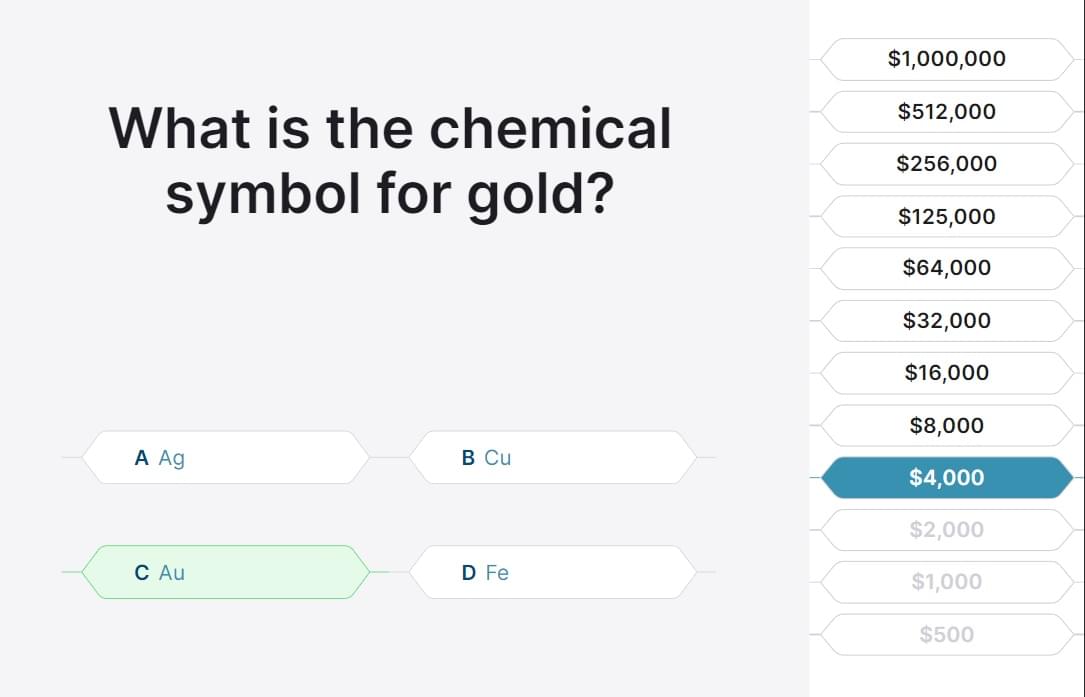 What is the chemical
symbol for gold?
A Ag
B Cu
C Au
D Fe
$1,000,000
$512,000
$256,000
$125,000
$64,000
$32,000
$16,000
$8,000
$4,000
$2,000
$1,000
$500